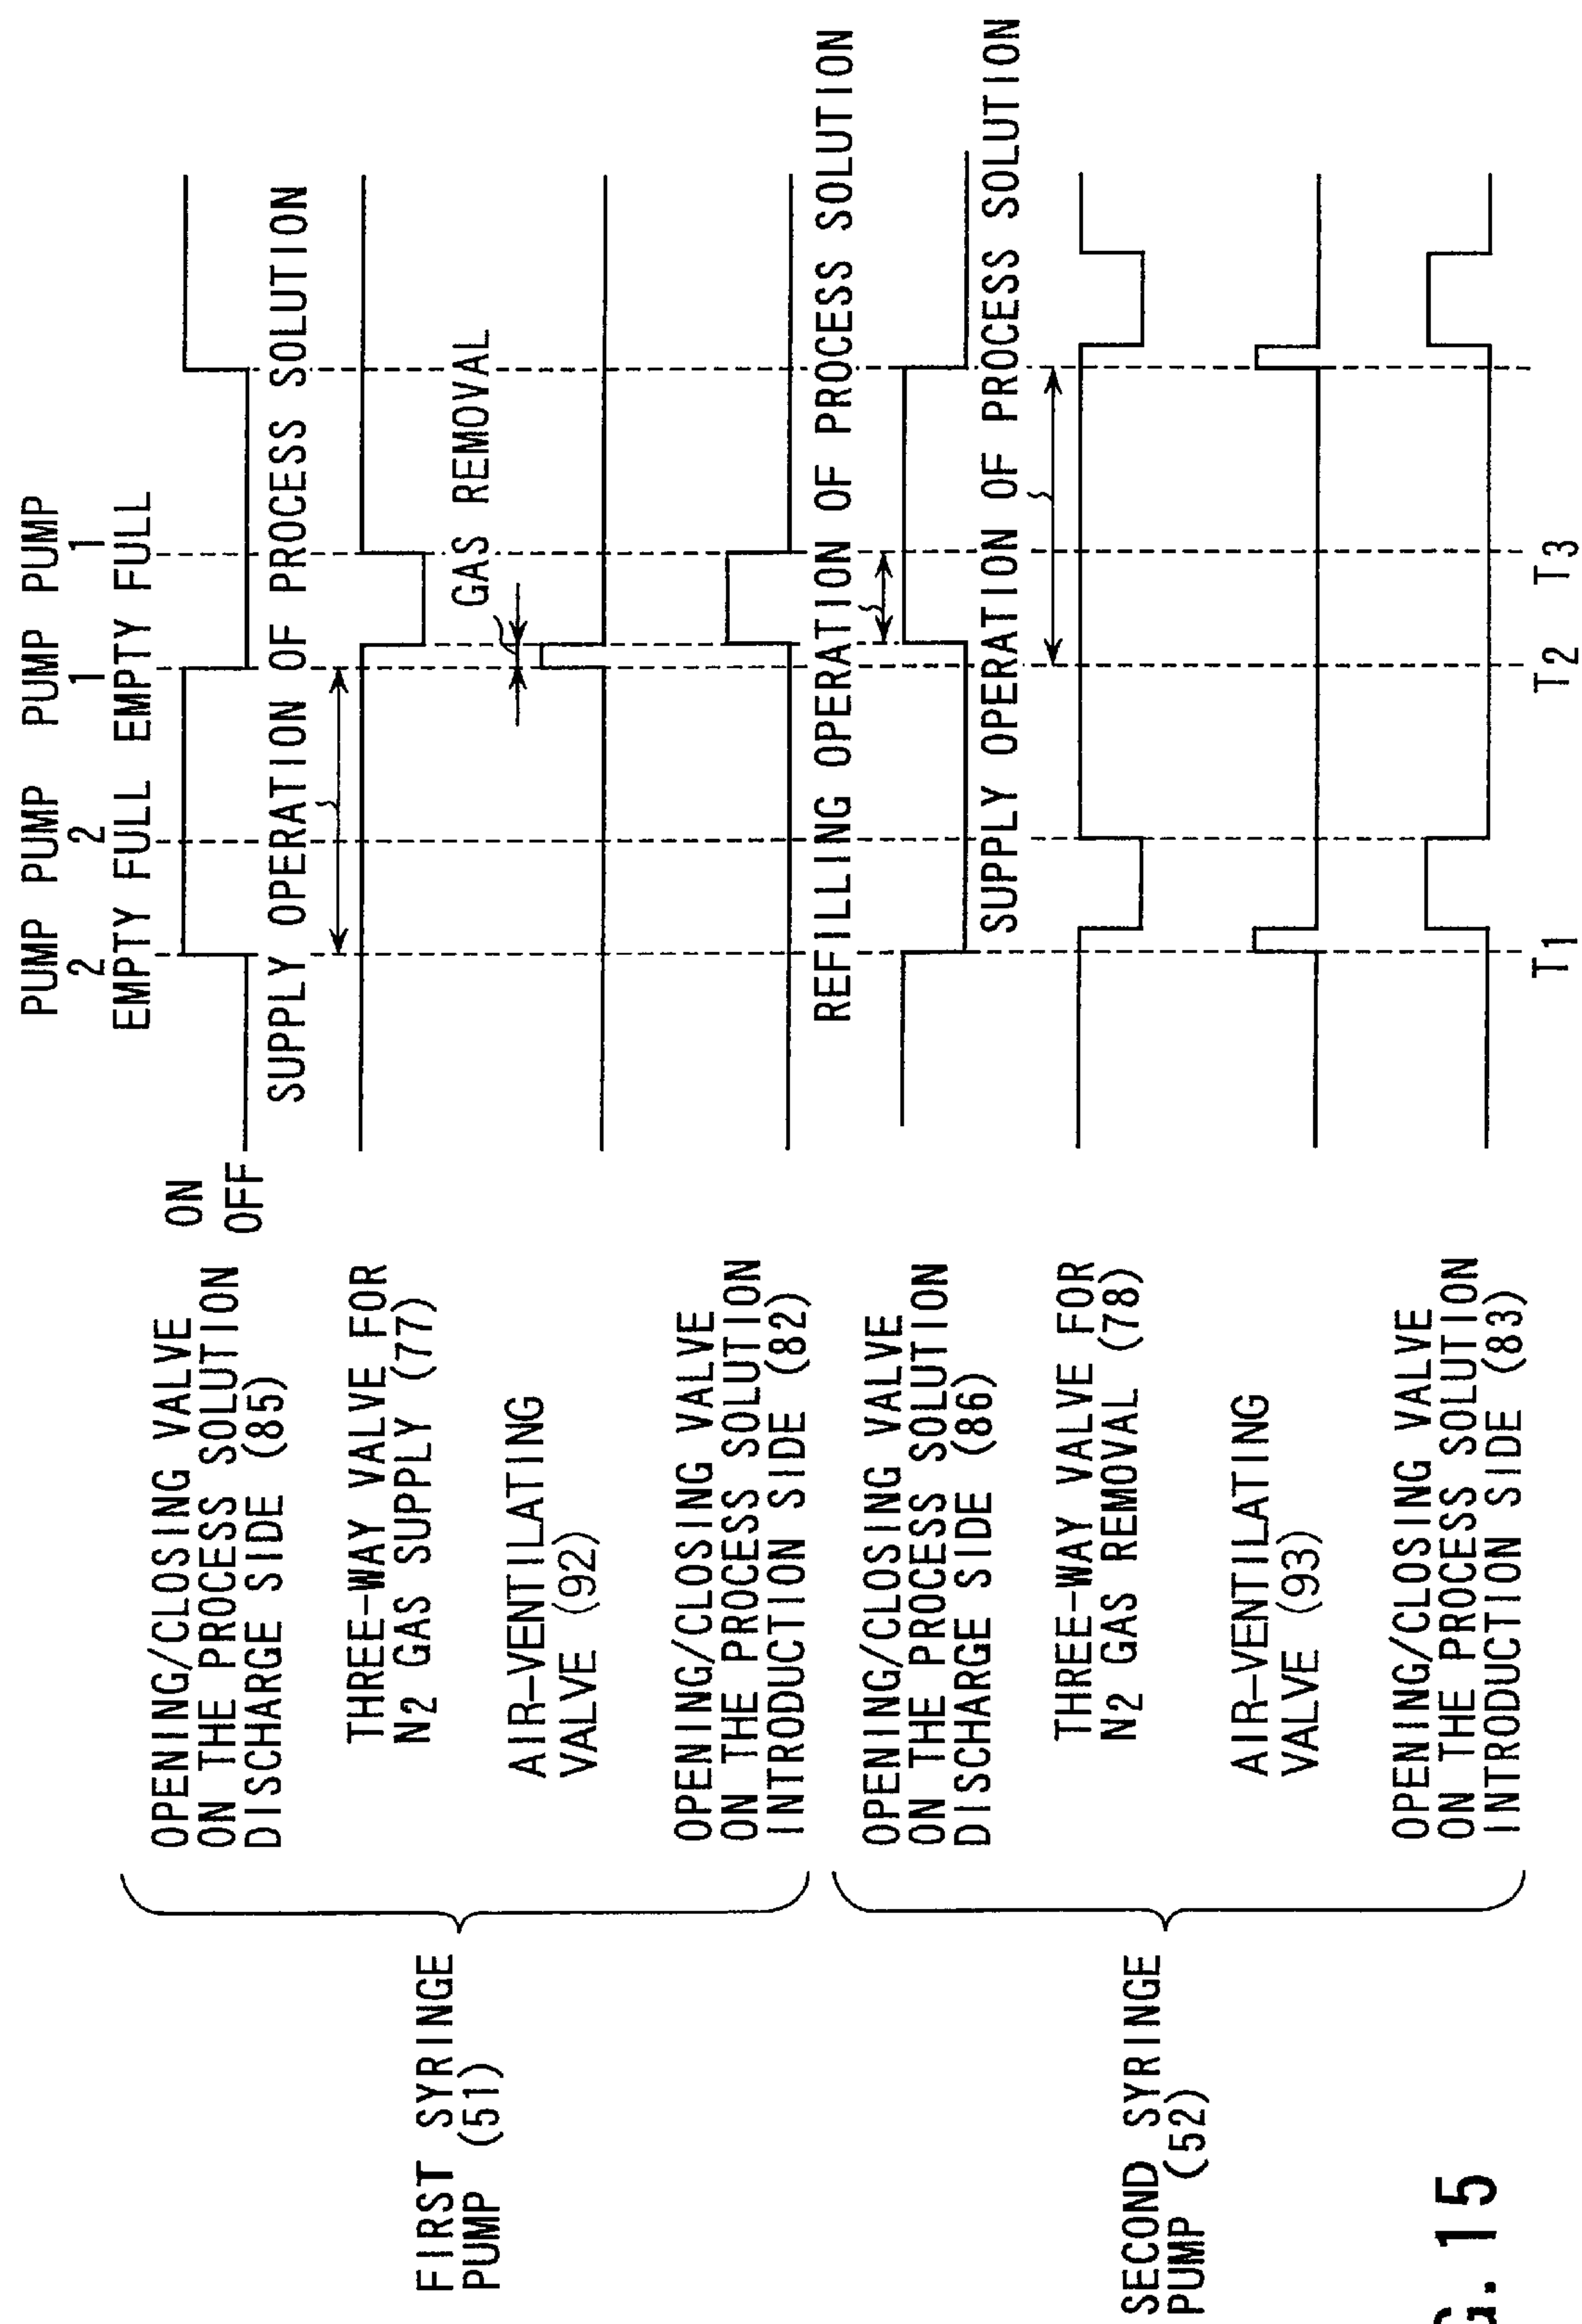 PUMP PUMP PUMP PUMP
2 2 1 1
EMPTY FULL EMPTY FULL
FIRST SYRINGE
PUMP (51)
OPENING/CLOSING VALVE
ON THE PROCESS SOLUTION
DISCHARGE SIDE (85)
ON
OFF
SUPPLY OPERATION OF PROCESS SOLUTION
THREE-WAY VALVE FOR
N2 GAS SUPPLY (77)
GAS REMOVAL
AIR-VENTILATING
VALVE (92)
OPENING/CLOSING VALVE
ON THE PROCESS SOLUTION
INTRODUCTION SIDE (82)
REFILLING OPERATION OF PROCESS SOLUTION
SECOND SYRINGE
PUMP (52)
OPENING/CLOSING VALVE
ON THE PROCESS SOLUTION
DISCHARGE SIDE (86)
SUPPLY OPERATION OF PROCESS SOLUTION
THREE-WAY VALVE FOR
N2 GAS REMOVAL (78)
AIR-VENTILATING
VALVE (93)
OPENING/CLOSING VALVE
ON THE PROCESS SOLUTION
INTRODUCTION SIDE (83)
T1 T2 T3
G. 15